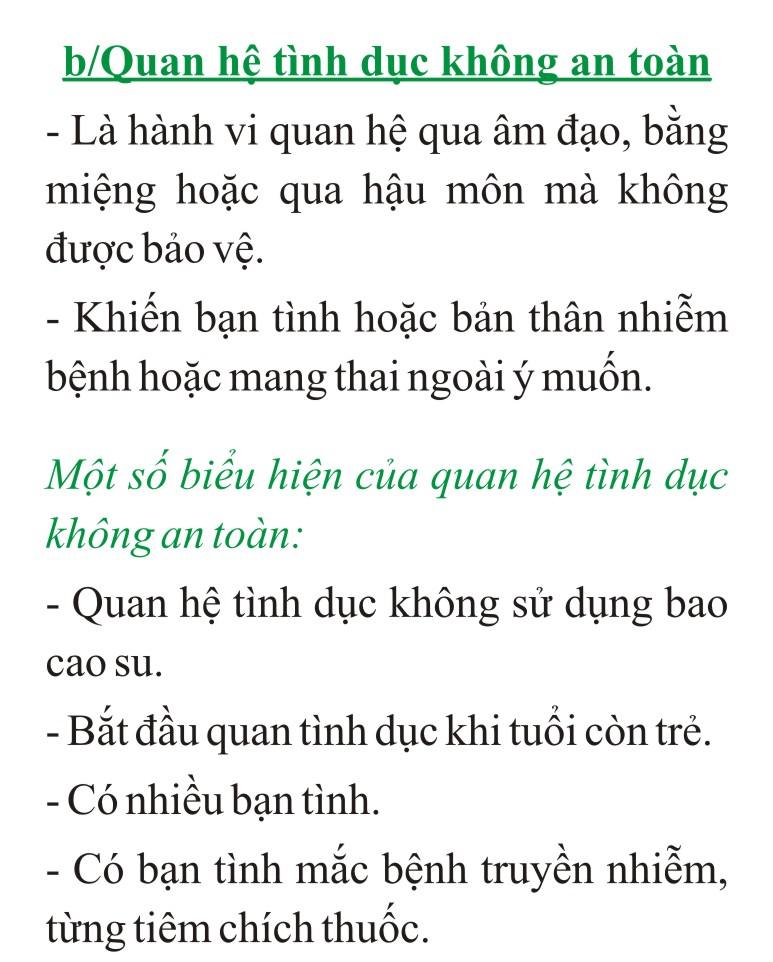 b/Quan hệ tình dục không an toàn
- Là hành vi quan hệ qua âm đạo, bằng
miệng hoặc qua hậu môn mà không
được bảo vệ.
- Khiến bạn tình hoặc bản thân nhiễm
bệnh hoặc mang thai ngoài ý muốn.
Một số biểu hiện của quan hệ tình dục
không an toàn:
- Quan hệ tình dục không sử dụng bao
cao su.
- Bắt đầu quan tình dục khi tuổi còn trẻ.
- Có nhiều bạn tình.
- Có bạn tình mắc bệnh truyền nhiễm,
từng tiêm chích thuốc.